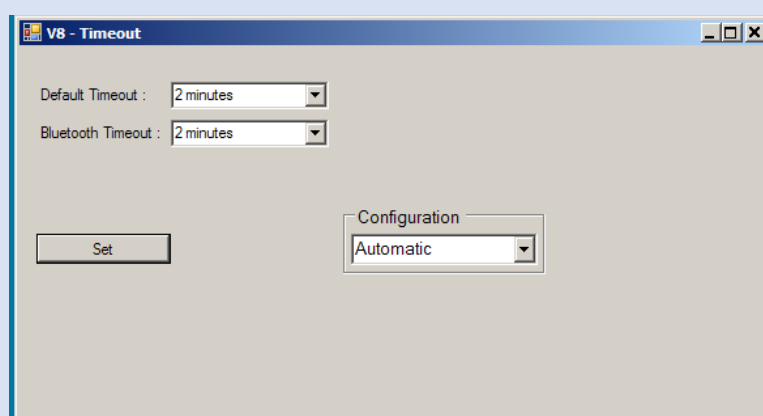 V8 - Timeout
Default Timeout : 2 minutes
Bluetooth Timeout : 2 minutes
Configuration
Set
Automatic